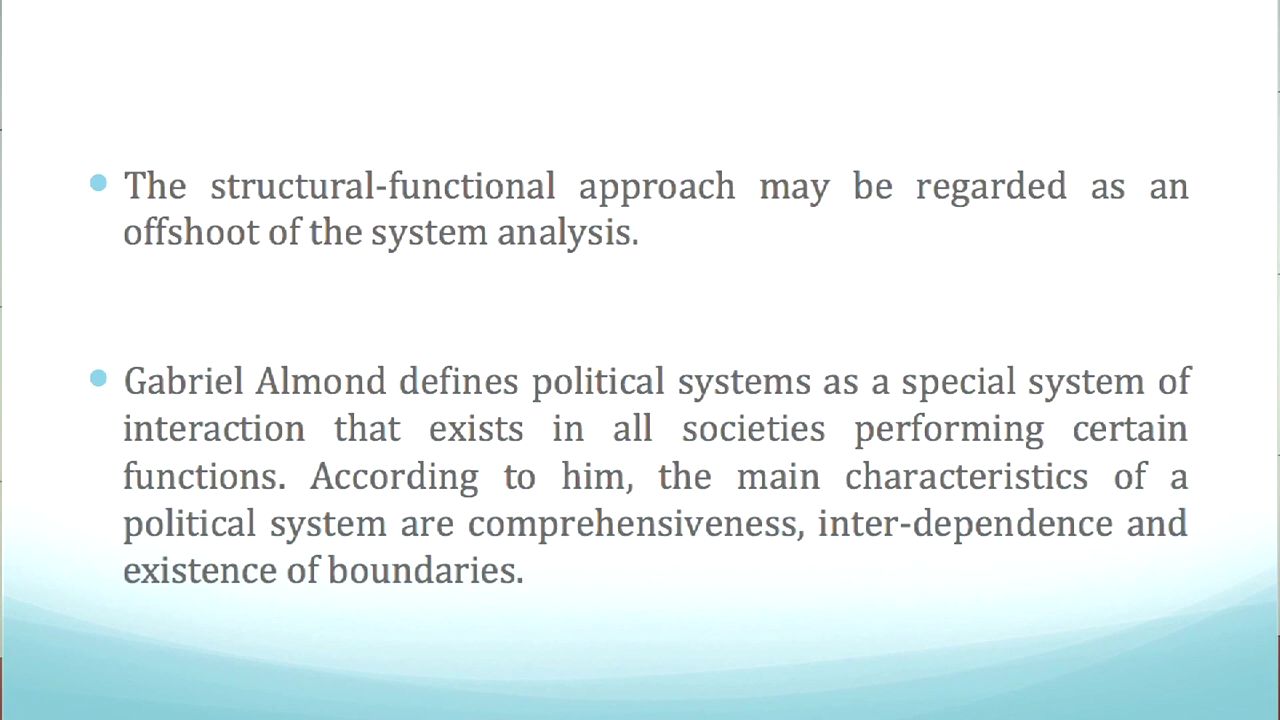 The structural-functional approach may be regarded as an
offshoot of the system analysis.
Gabriel Almond defines political systems as a special system of
interaction that exists in all societies performing certain
functions. According to him, the main characteristics of a
political system are comprehensiveness, inter-dependence and
existence of boundaries.